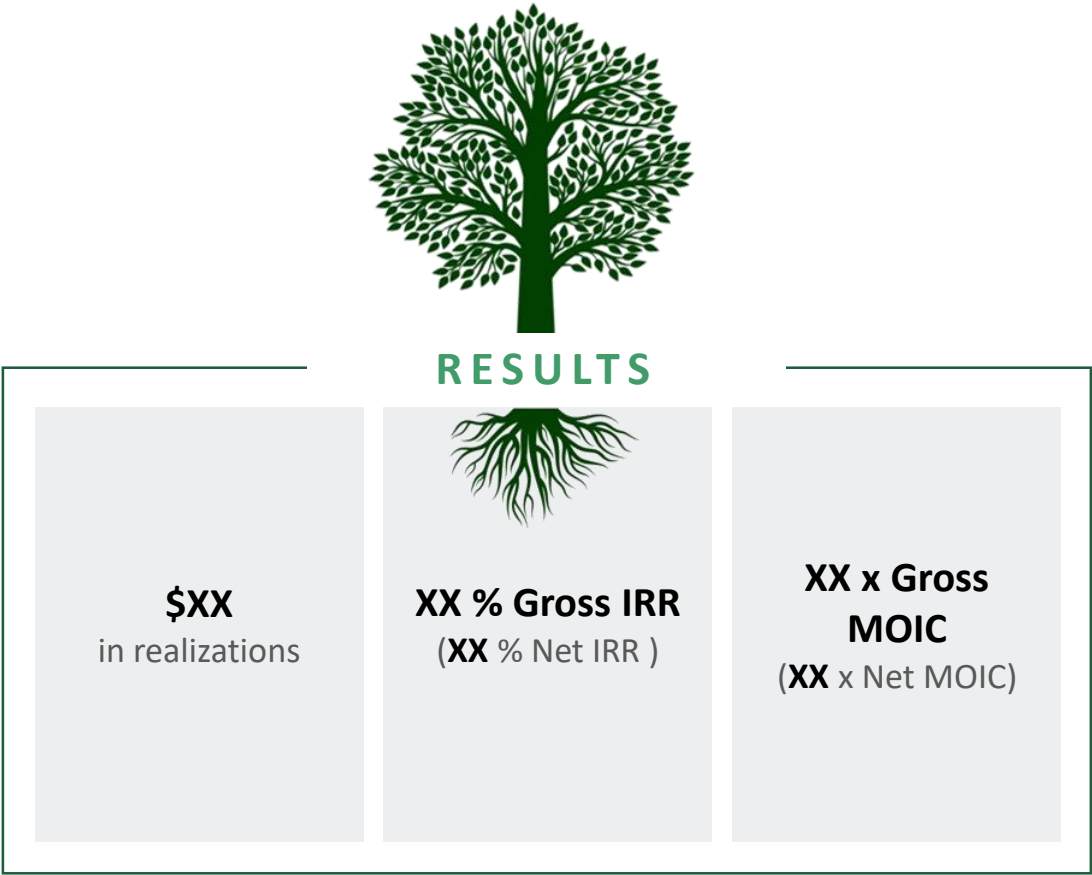 RESULTS
$XX
in realizations
XX % Gross IRR
(XX % Net IRR )
XX x Gross
MOIC
(XX x Net MOIC)